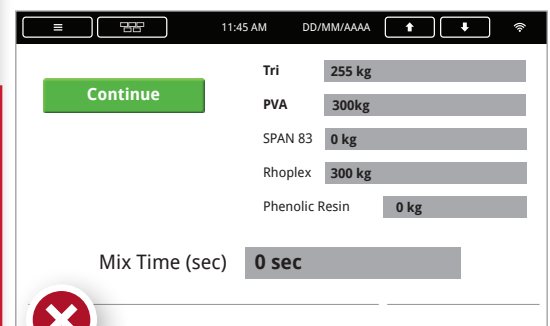 11:45 AM DD/MM/AAAA
Continue
Tri 255 kg
PVA 300kg
SPAN 83 0 kg
Rhoplex 300 kg
Phenolic Resin 0 kg
Mix Time (sec) 0 sec